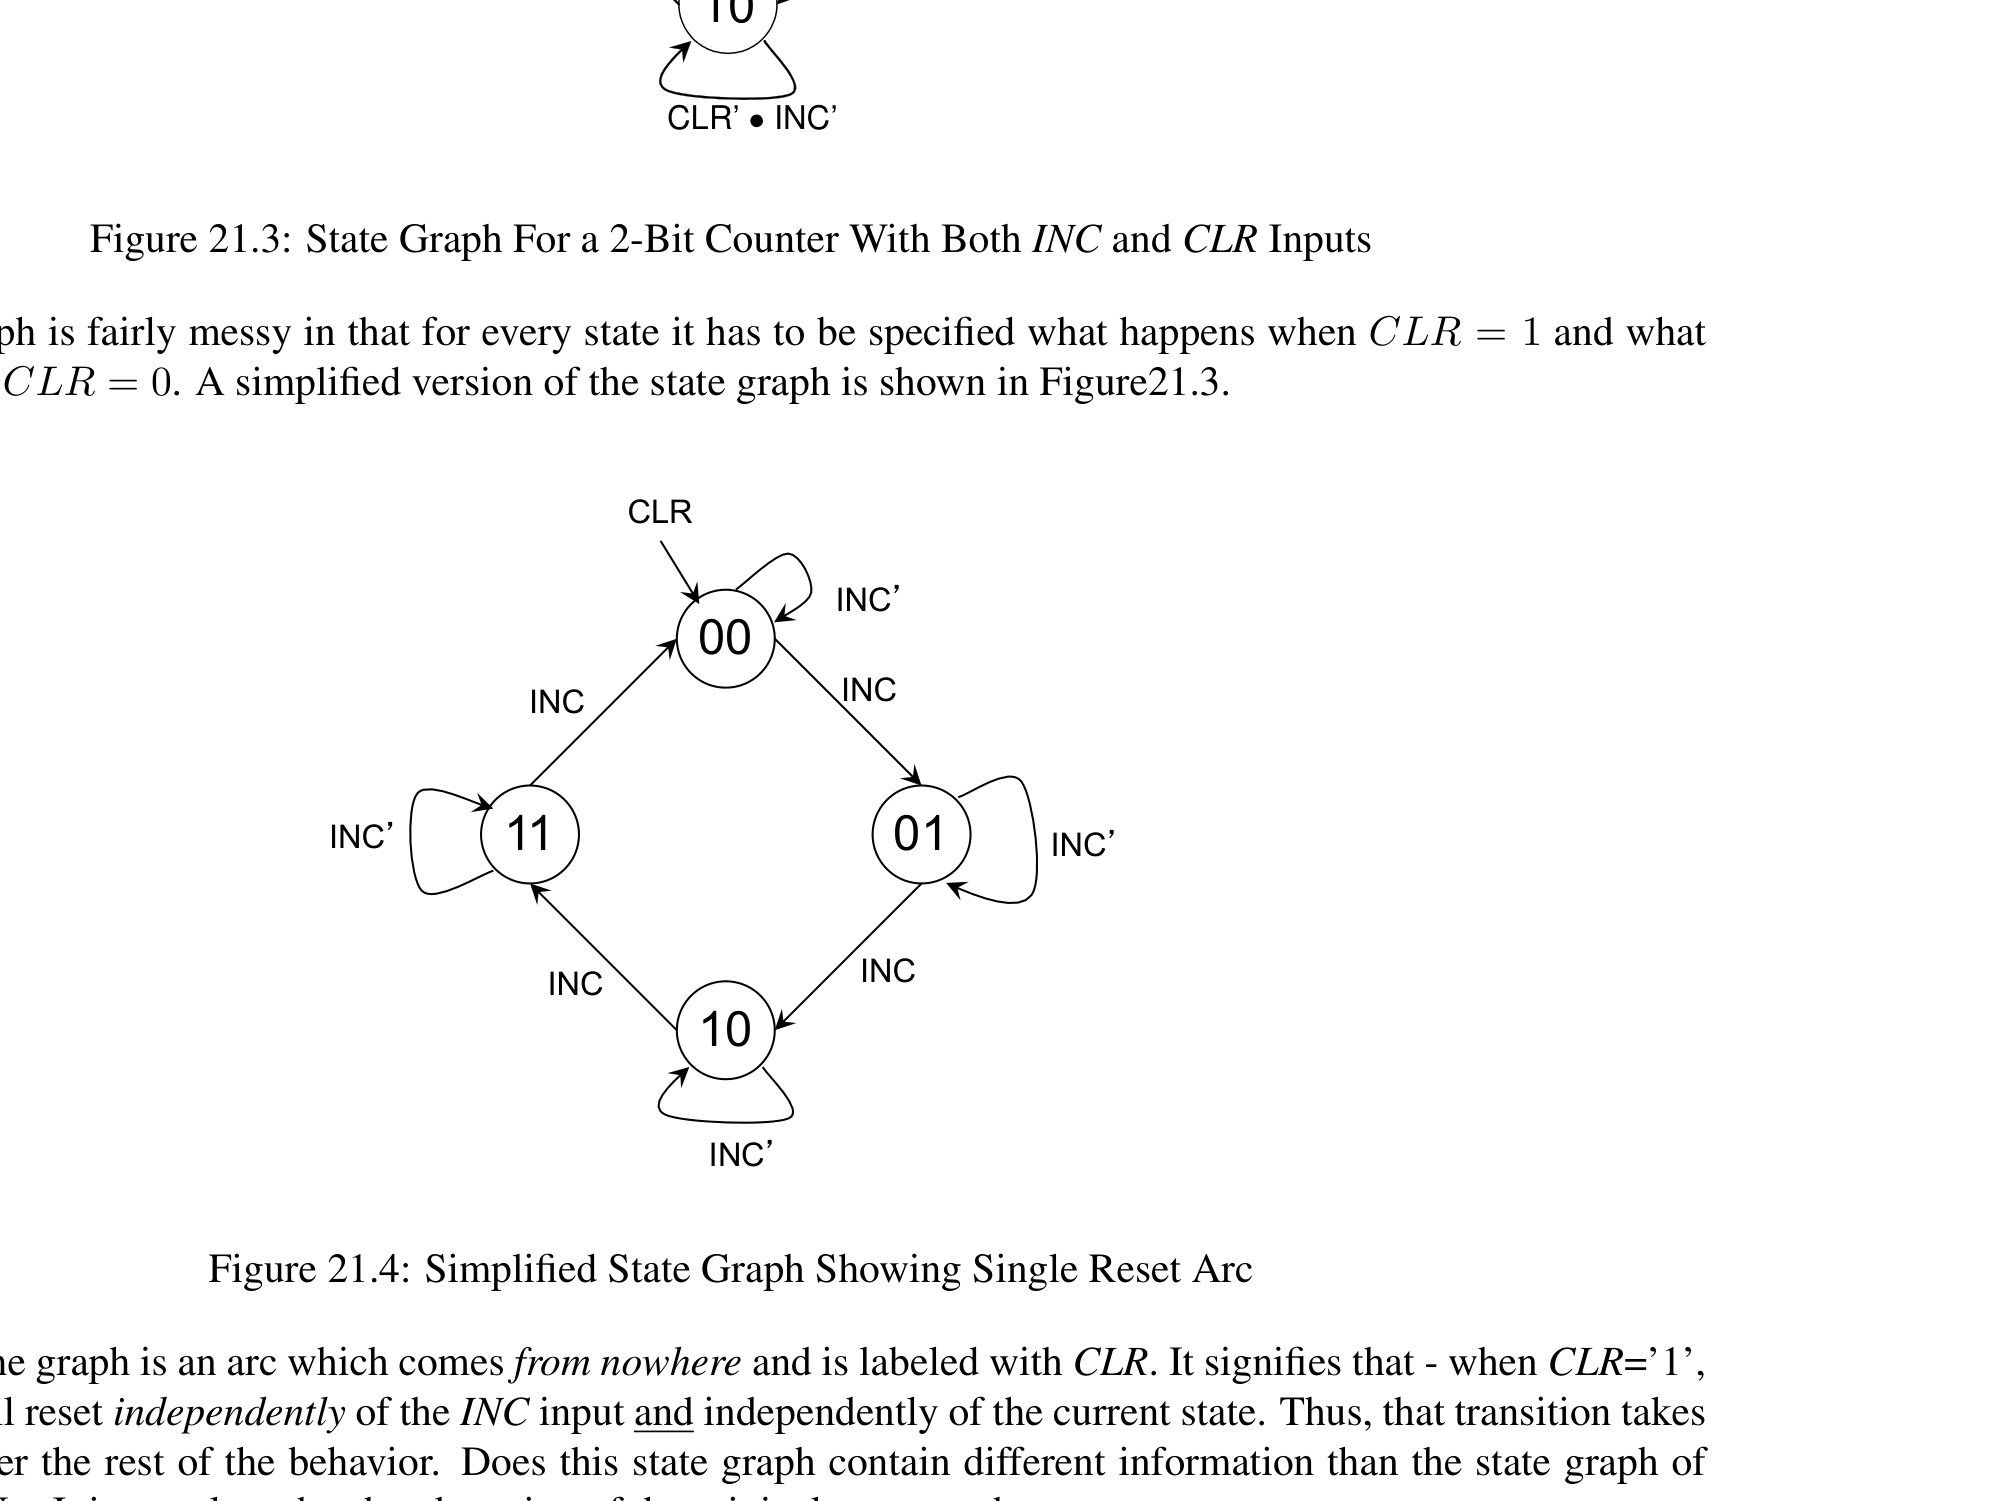 10
CLR’ • INC’
Figure 21.3: State Graph For a 2-Bit Counter With Both INC and CLR Inputs
is fairly messy in that for every state it has to be specified what happens when CLR = 1 and what
CLR = 0. A simplified version of the state graph is shown in Figure21.3.
CLR
INC’
00
INC
INC
INC’
11
01
INC’
INC
INC
10
INC’
Figure 21.4: Simplified State Graph Showing Single Reset Arc
graph is an arc which comes from nowhere and is labeled with CLR. It signifies that - when CLR=’1’,
reset independently of the INC input and independently of the current state. Thus, that transition takes
the rest of the behavior. Does this state graph contain different information than the state graph of